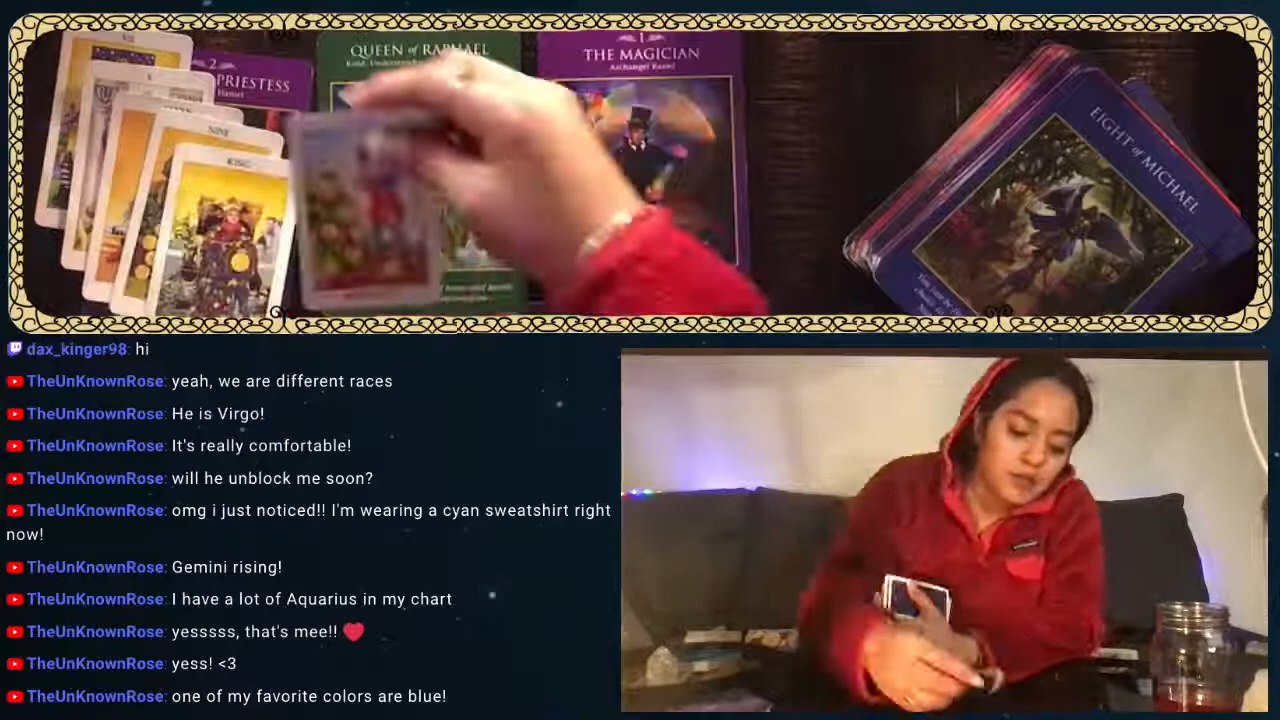 VII
2
PRIESTESS
Haniel
QUEEN of RAPHAEL
1
THE MAGICIAN
Archangel Raziel
V
NINE
KING
EIGHT of MICHAEL
dax_kinger98: hi
TheUnKnownRose: yeah, we are different races
TheUnKnownRose: He is Virgo!
TheUnKnownRose: It's really comfortable!
TheUnKnownRose: will he unblock me soon?
TheUnKnownRose: omg i just noticed!! I'm wearing a cyan sweatshirt right
now!
TheUnKnownRose: Gemini rising!
TheUnKnownRose: I have a lot of Aquarius in my chart
TheUnKnownRose: yesssss, that's mee!! ❤️
TheUnKnownRose: yess! <3
TheUnKnownRose: one of my favorite colors are blue!